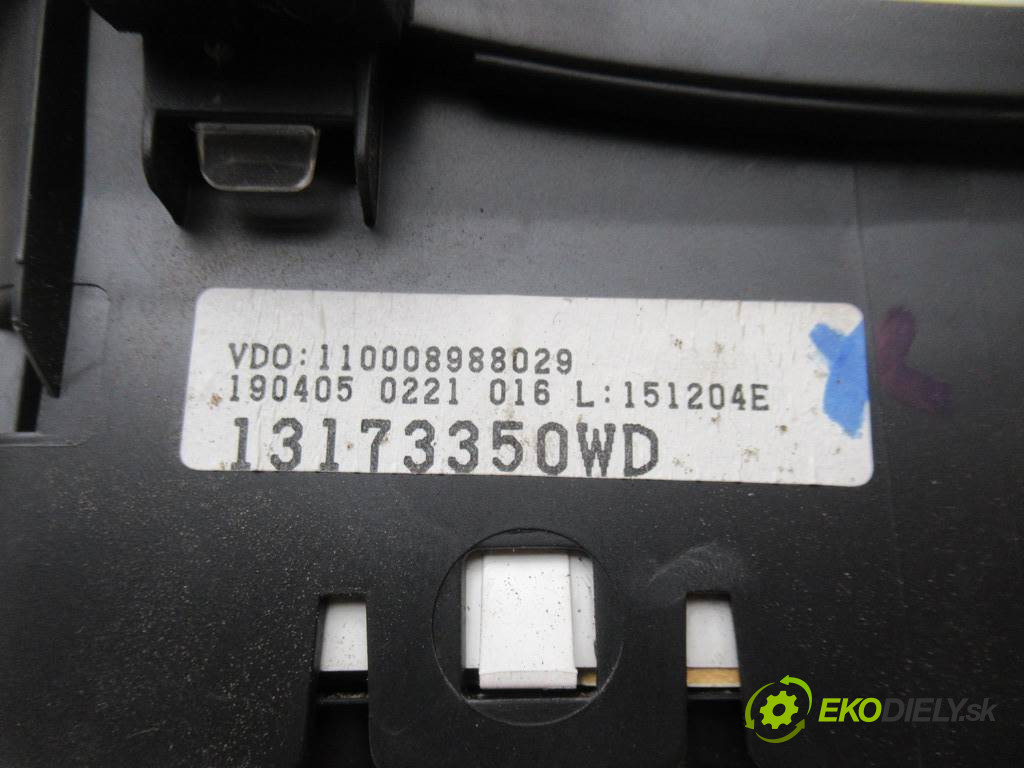 VDO:110008988029
190405 0221 016 L:151204E
13173350WD
EKODIELY.sk